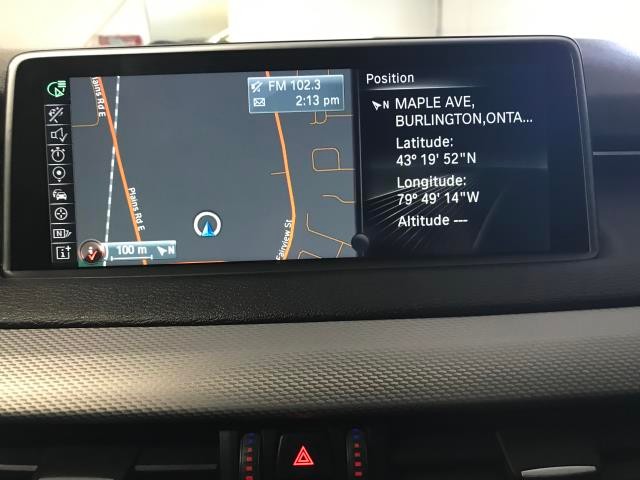 FM 102.3
2:13 pm
Plains Rd E
Plains Rd E
Fairview St
100 m
N
Position
N MAPLE AVE,
BURLINGTON,ONTA...
Latitude:
43° 19' 52"N
Longitude:
79° 49' 14"W
Altitude ---